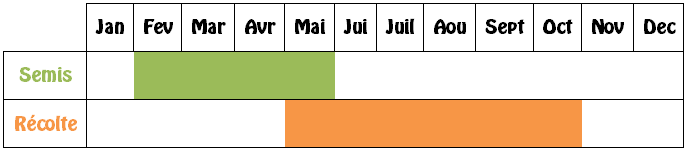 Jan Fev Mar Avr Mai Jui Juil Aou Sept Oct Nov Dec
Semis
Récolte